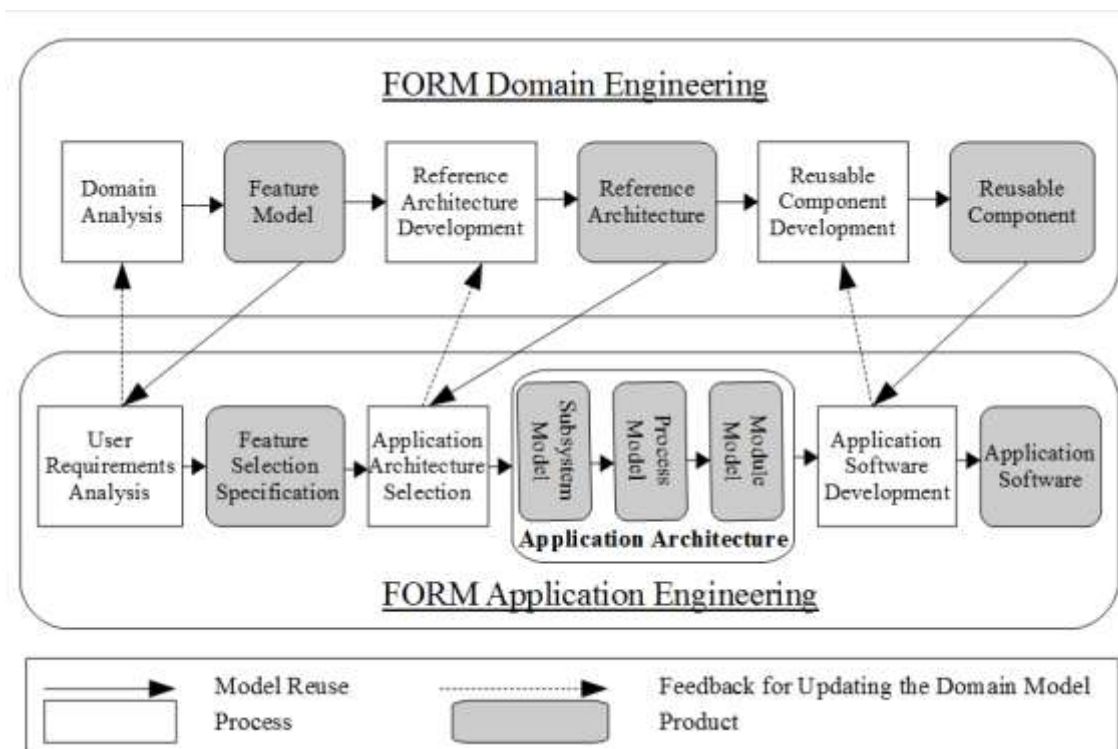 FORM Domain Engineering
Domain
Analysis
Feature
Model
Reference
Architecture
Development
Reference
Architecture
Reusable
Component
Development
Reusable
Component
User
Requirements
Analysis
Feature
Selection
Specification
Application
Architecture
Selection
Subsystem
Model
Process
Model
Module
Model
Application Architecture
Application
Software
Development
Application
Software
FORM Application Engineering
Model Reuse
Feedback for Updating the Domain Model
Process
Product